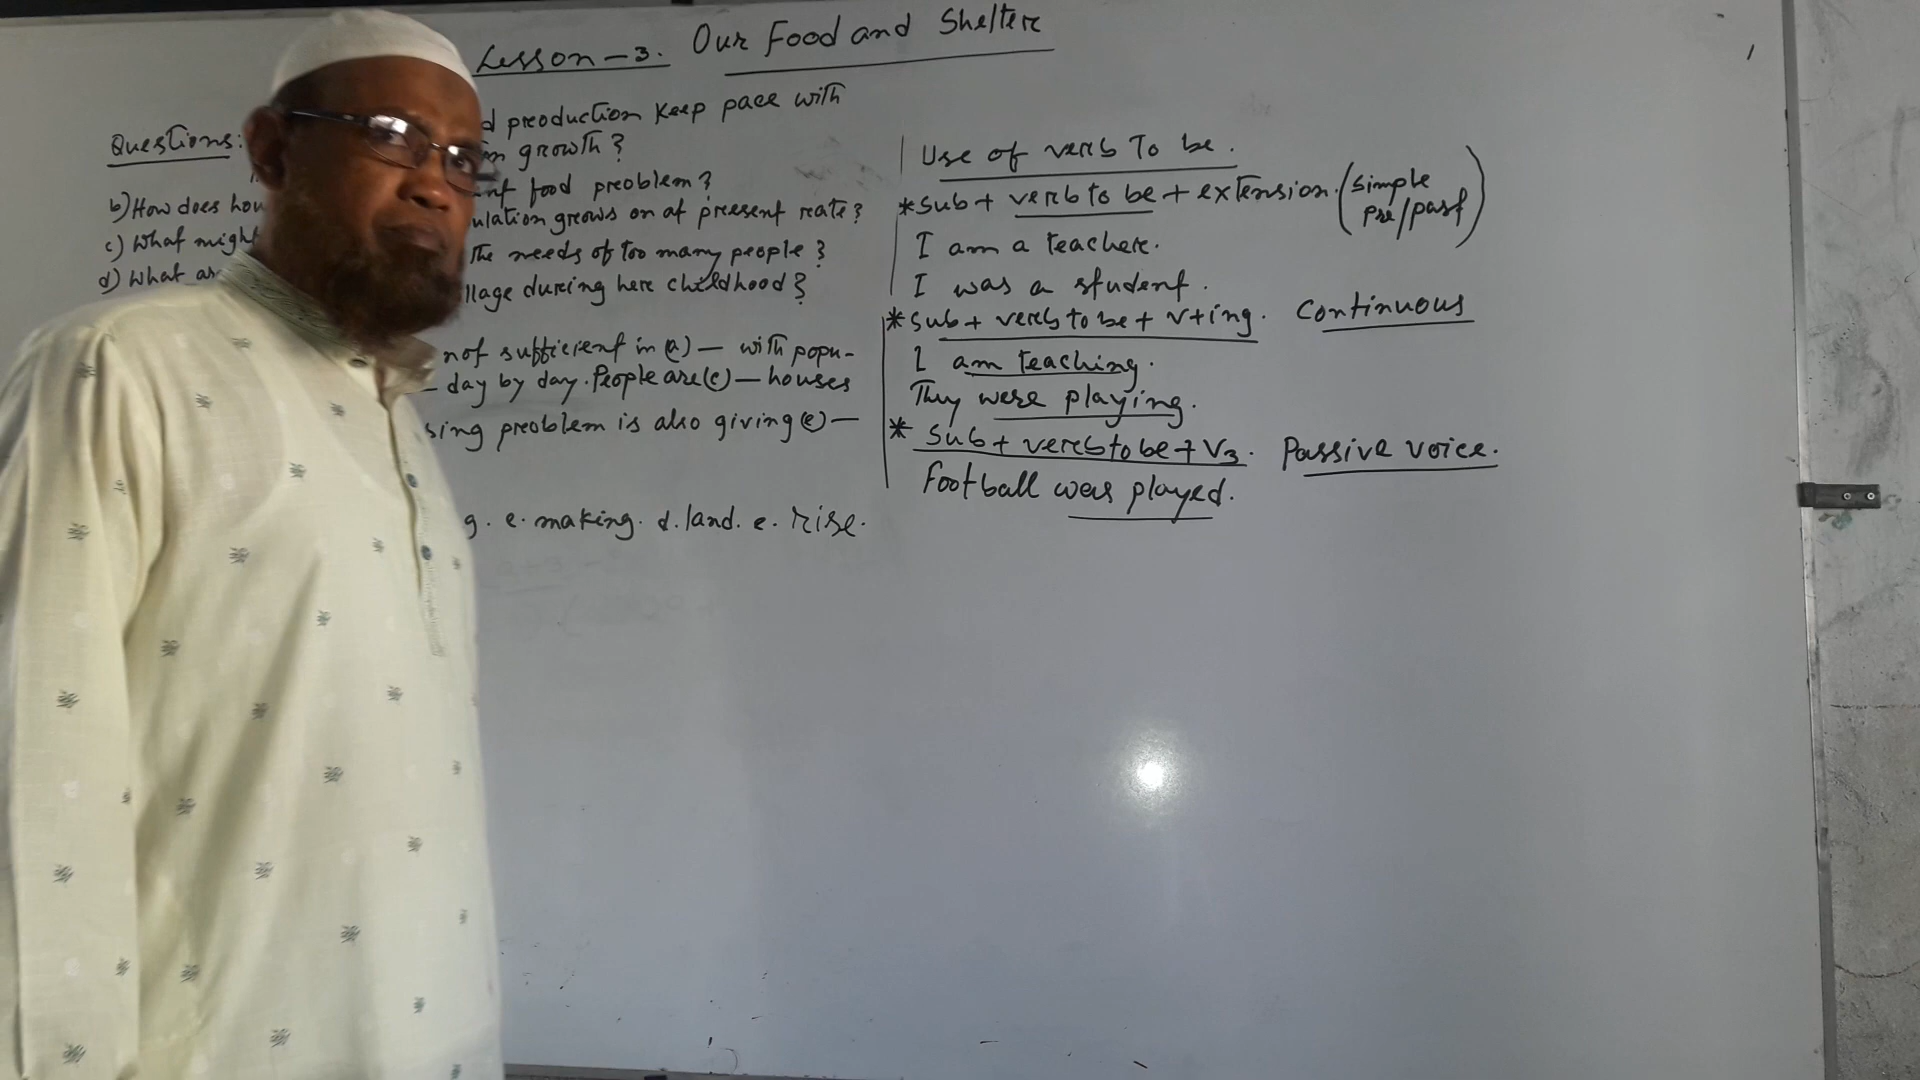 Lesson-3. Our Food and Shelter
Questions:
d production keep pace with
growth?
b) How does hou
food problem?
c) What might
ulation grows on at present rate?
d) What are
the needs of too many people?
llage during her childhood?
not sufficient in (a) — with popu-
— day by day. People are (c) — houses
sing problem is also giving (e) —
g. c. making. d. land. e. rise.
Use of verb To be.
*sub + verb to be + extension. (simple
pre/past)
I am a teacher.
I was a student.
*sub + verb to be + v+ing. Continuous
I am teaching.
They were playing.
* sub + verb to be + V3. Passive voice.
Football was played.